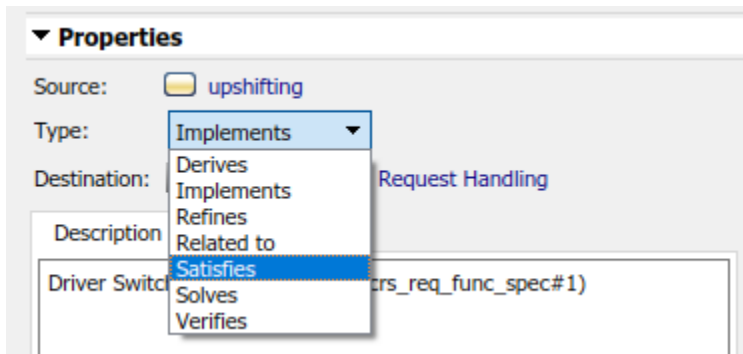 Properties
Source: upshifting
Type: Implements
Derives
Destination: Request Handling
Implements
Refines
Description
Related to
Satisfies
Driver Switc crs_req_func_spec#1)
Solves
Verifies